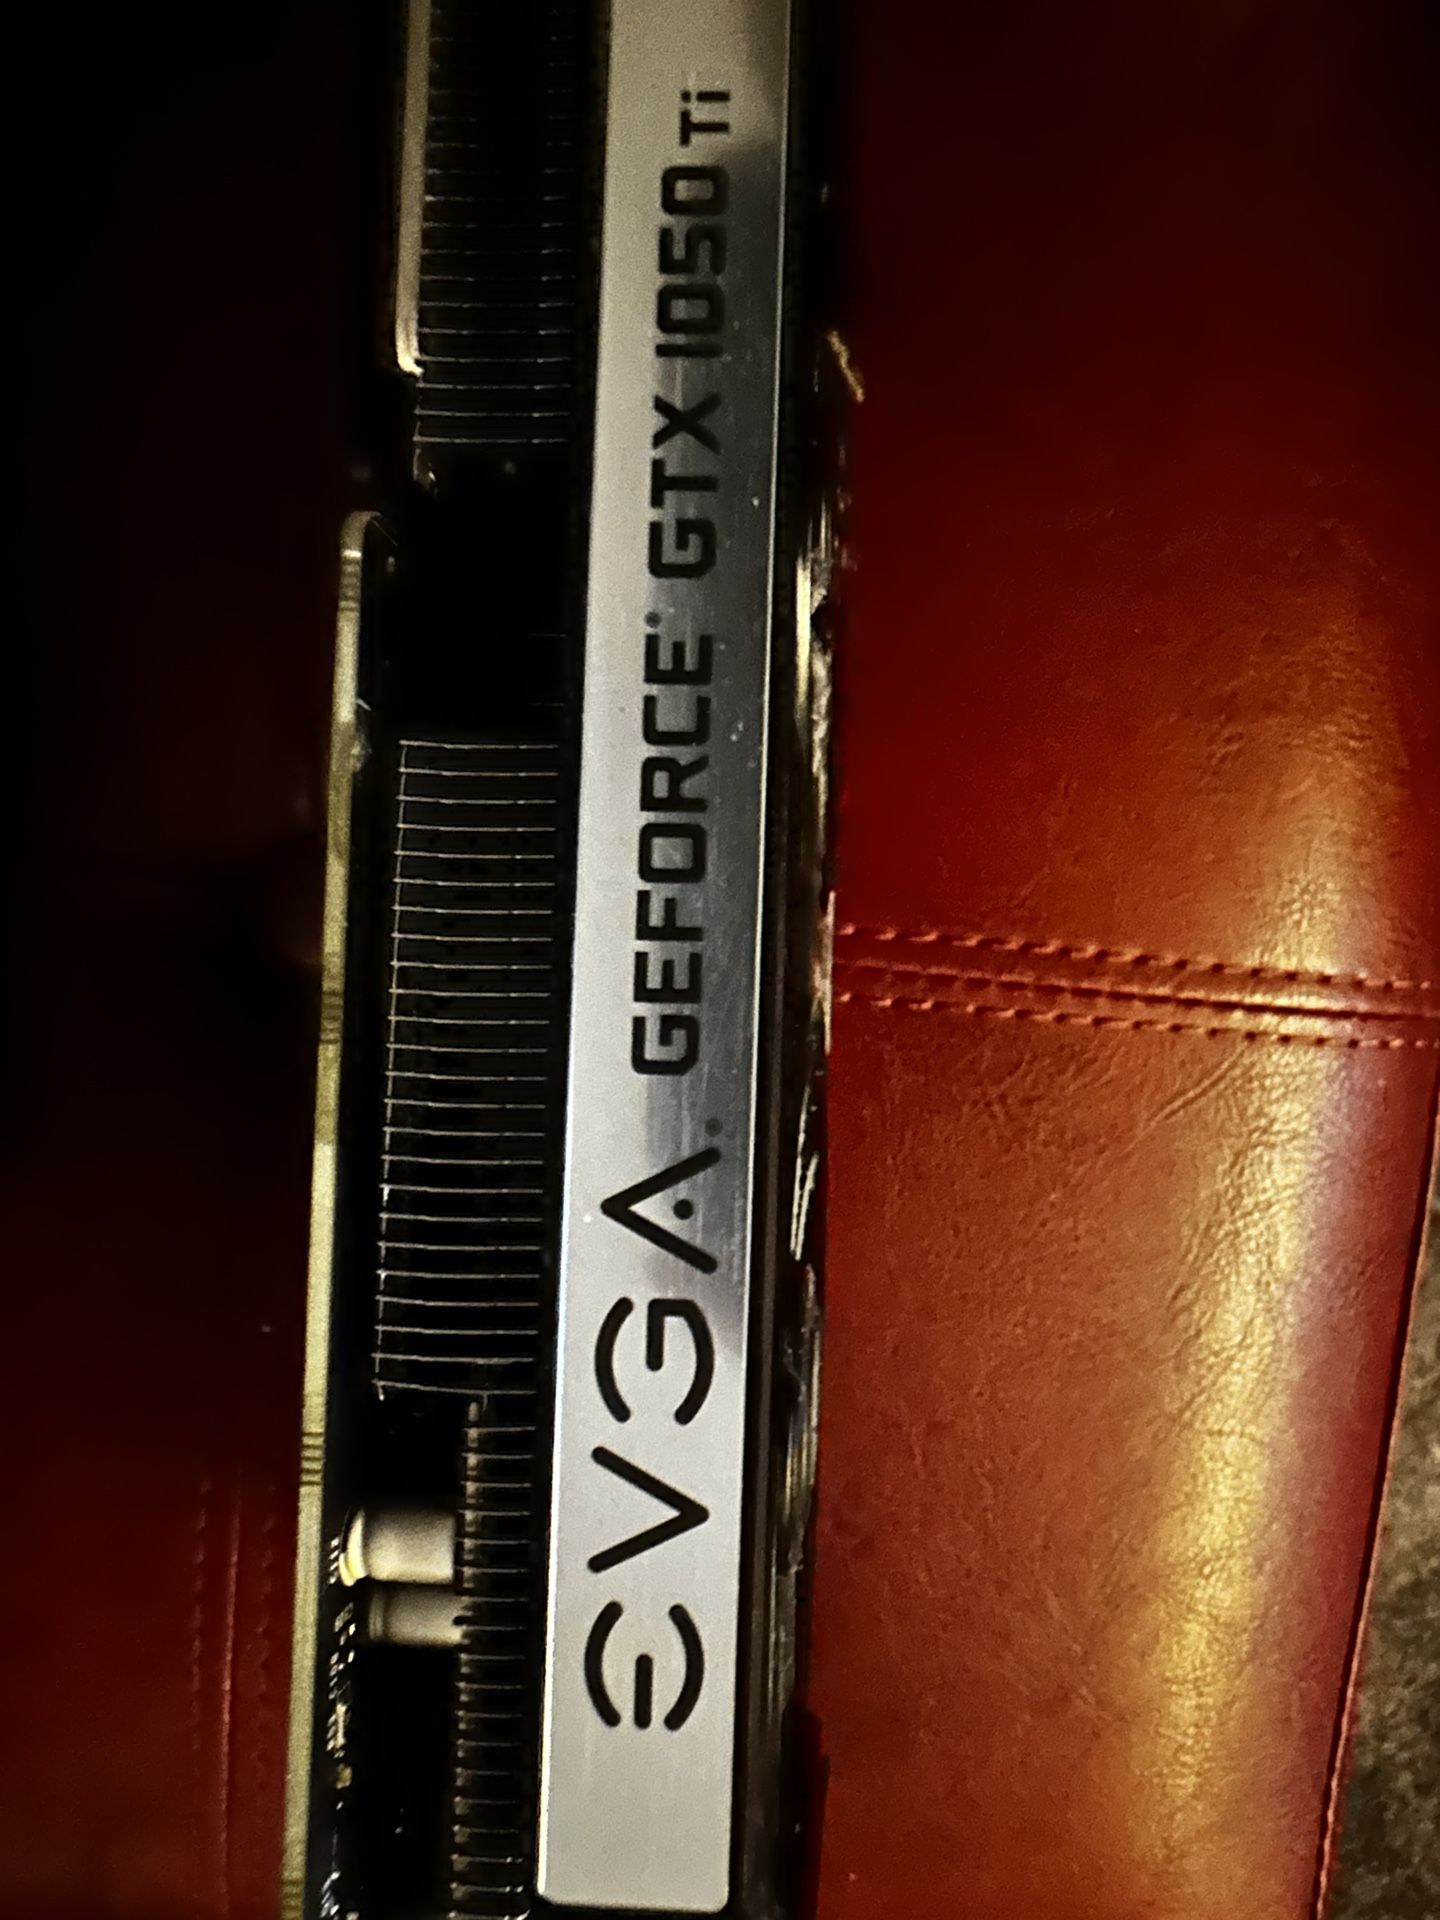 EVGA. GEFORCE® GTX 1050 Ti